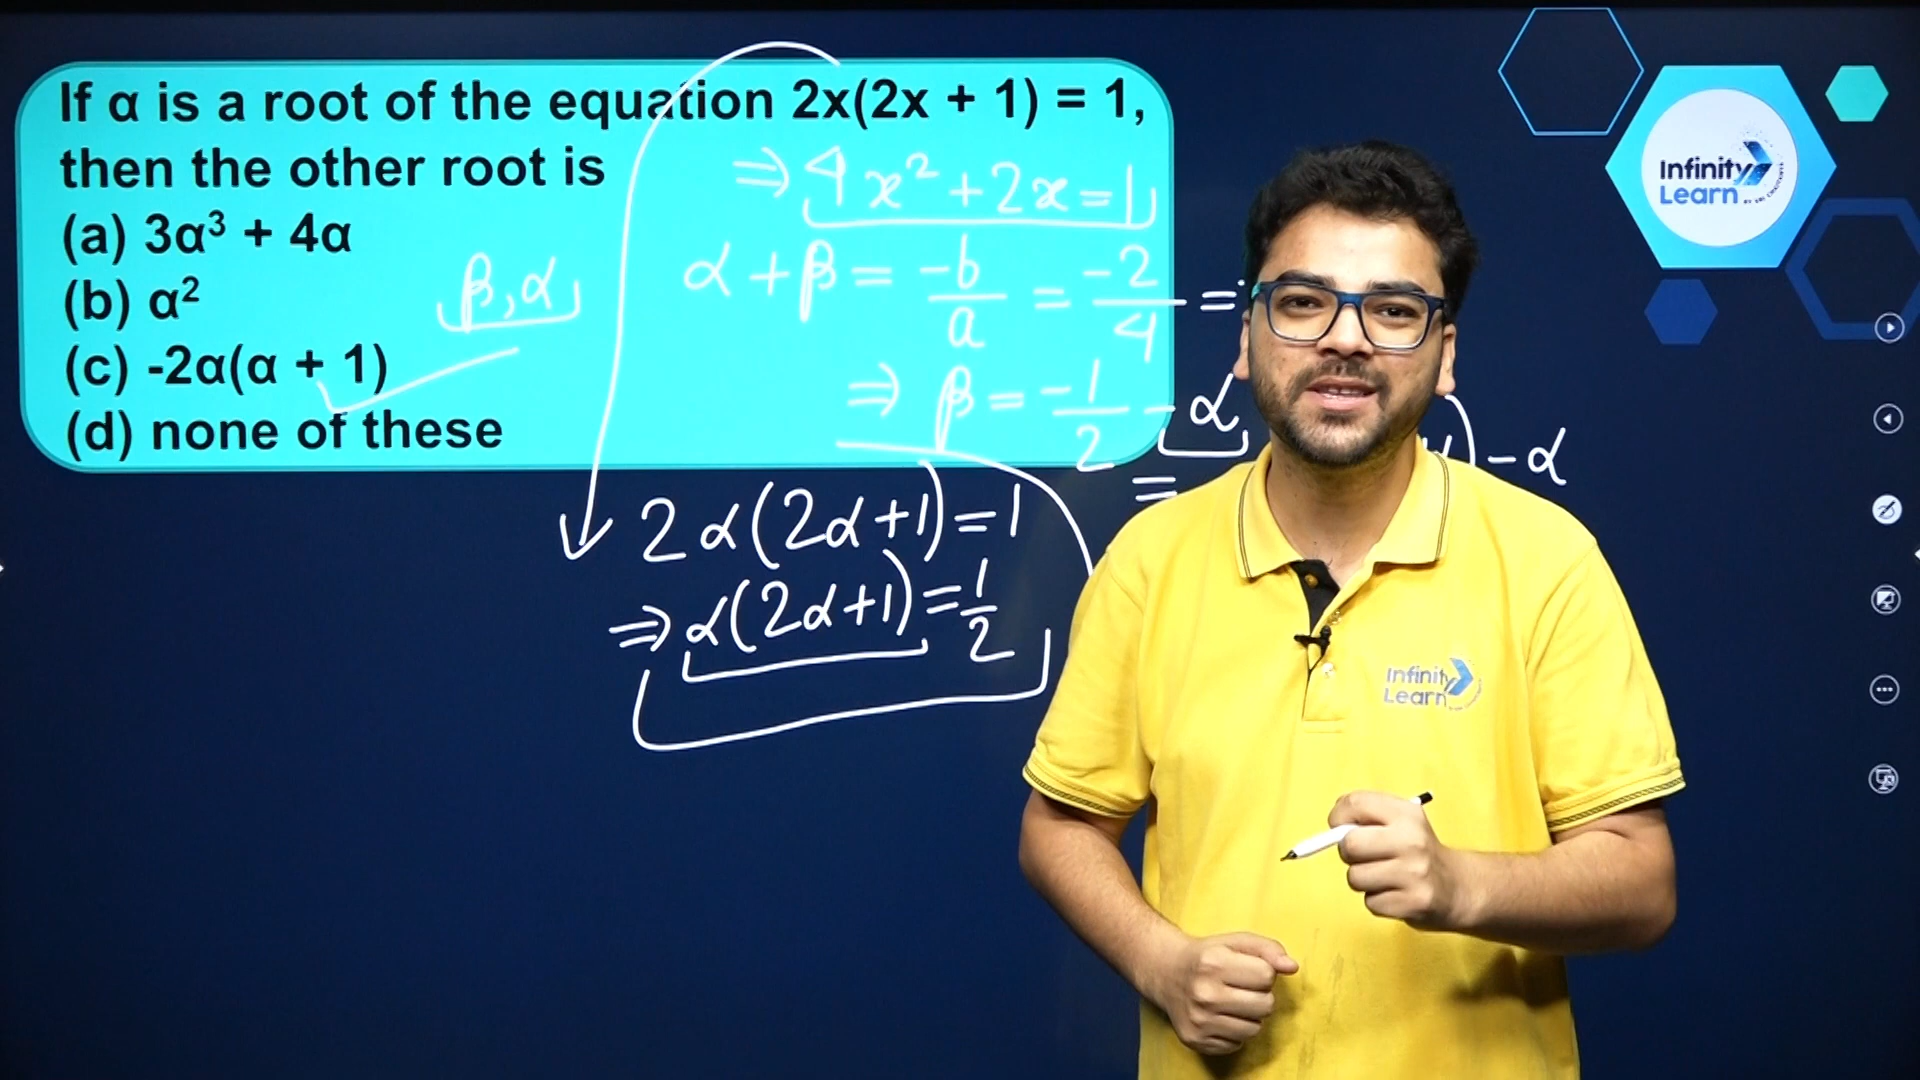 If α is a root of the equation 2x(2x + 1) = 1,
then the other root is
(a) 3α³ + 4α
(b) α²
(c) -2α(α + 1)
(d) none of these
β, α
⇒ 4x² + 2x = 1
α + β = -b/a = -2/4 =
⇒ β = -1/2 - α
=
) - α
2α(2α+1) = 1
⇒ α(2α+1) = 1/2
Infinity
Learn
Infinity
Learn